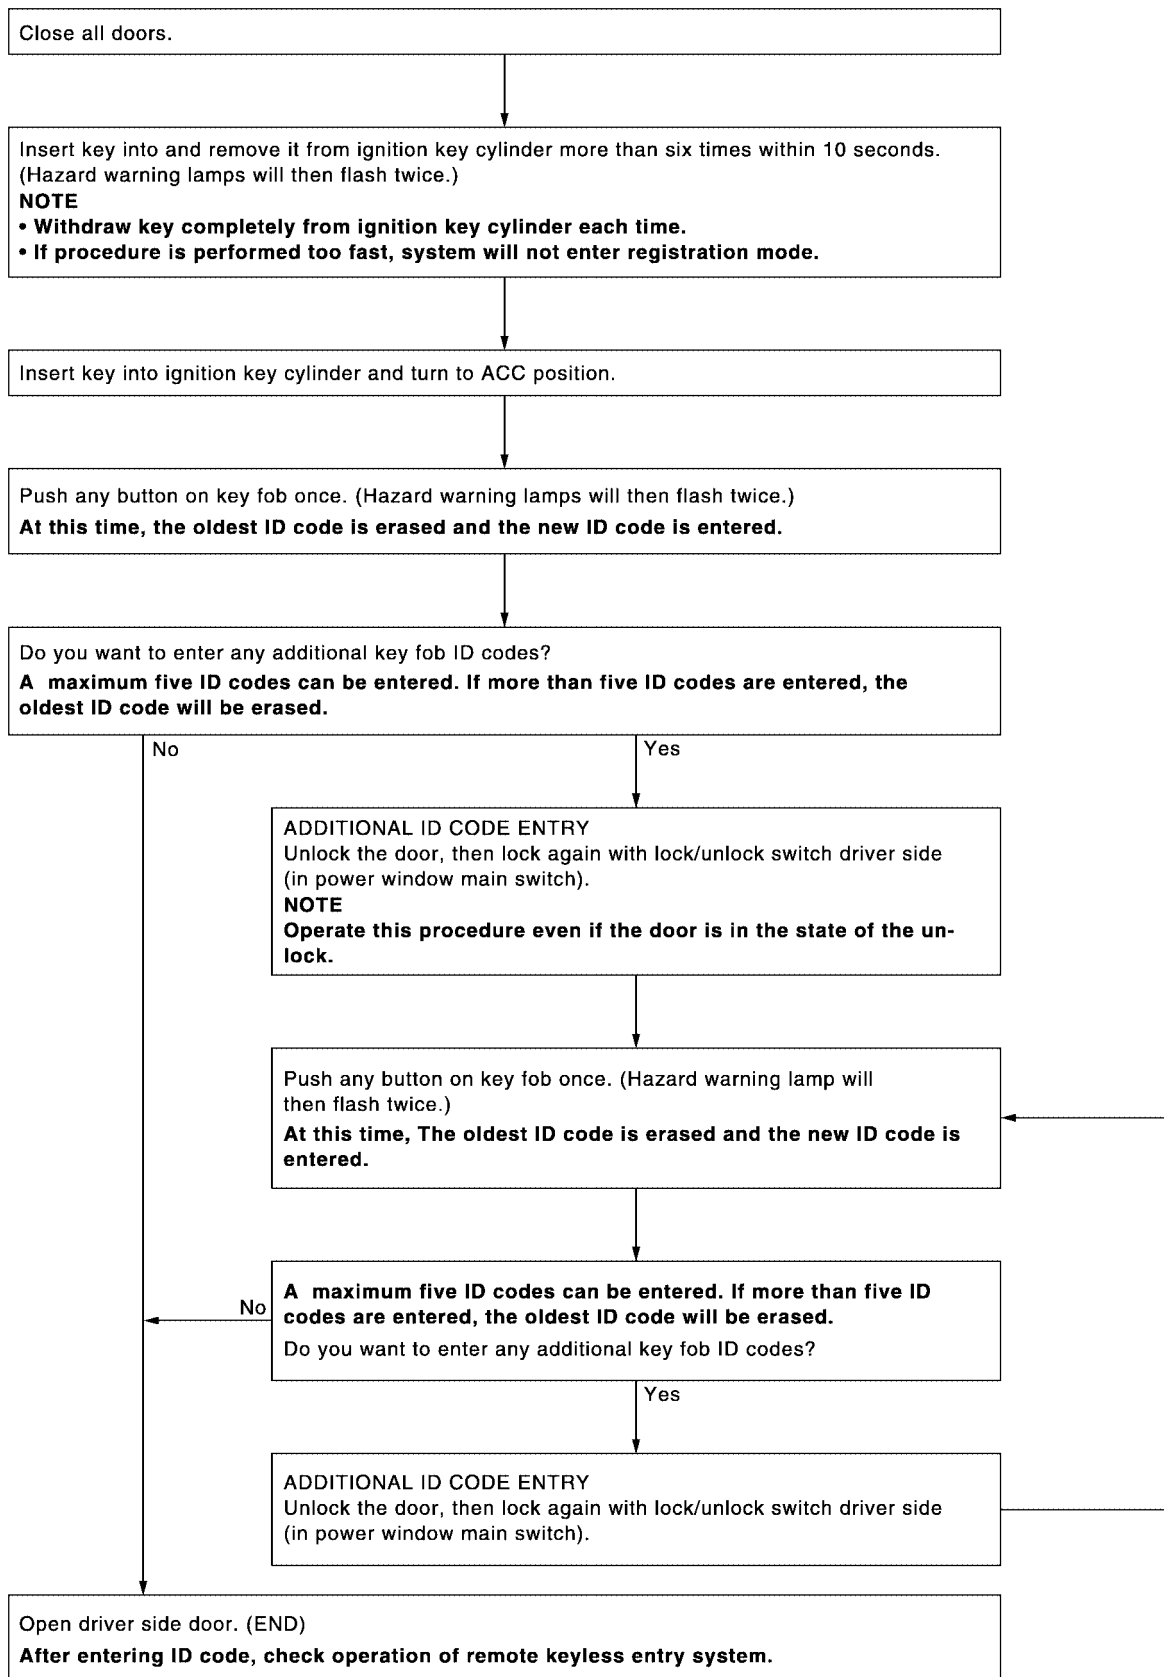 Close all doors.
Insert key into and remove it from ignition key cylinder more than six times within 10 seconds.
(Hazard warning lamps will then flash twice.)
NOTE
• Withdraw key completely from ignition key cylinder each time.
• If procedure is performed too fast, system will not enter registration mode.
Insert key into ignition key cylinder and turn to ACC position.
Push any button on key fob once. (Hazard warning lamps will then flash twice.)
At this time, the oldest ID code is erased and the new ID code is entered.
Do you want to enter any additional key fob ID codes?
A maximum five ID codes can be entered. If more than five ID codes are entered, the
oldest ID code will be erased.
No
Yes
ADDITIONAL ID CODE ENTRY
Unlock the door, then lock again with lock/unlock switch driver side
(in power window main switch).
NOTE
Operate this procedure even if the door is in the state of the un-
lock.
Push any button on key fob once. (Hazard warning lamp will
then flash twice.)
At this time, The oldest ID code is erased and the new ID code is
entered.
A maximum five ID codes can be entered. If more than five ID
codes are entered, the oldest ID code will be erased.
Do you want to enter any additional key fob ID codes?
No
Yes
ADDITIONAL ID CODE ENTRY
Unlock the door, then lock again with lock/unlock switch driver side
(in power window main switch).
Open driver side door. (END)
After entering ID code, check operation of remote keyless entry system.